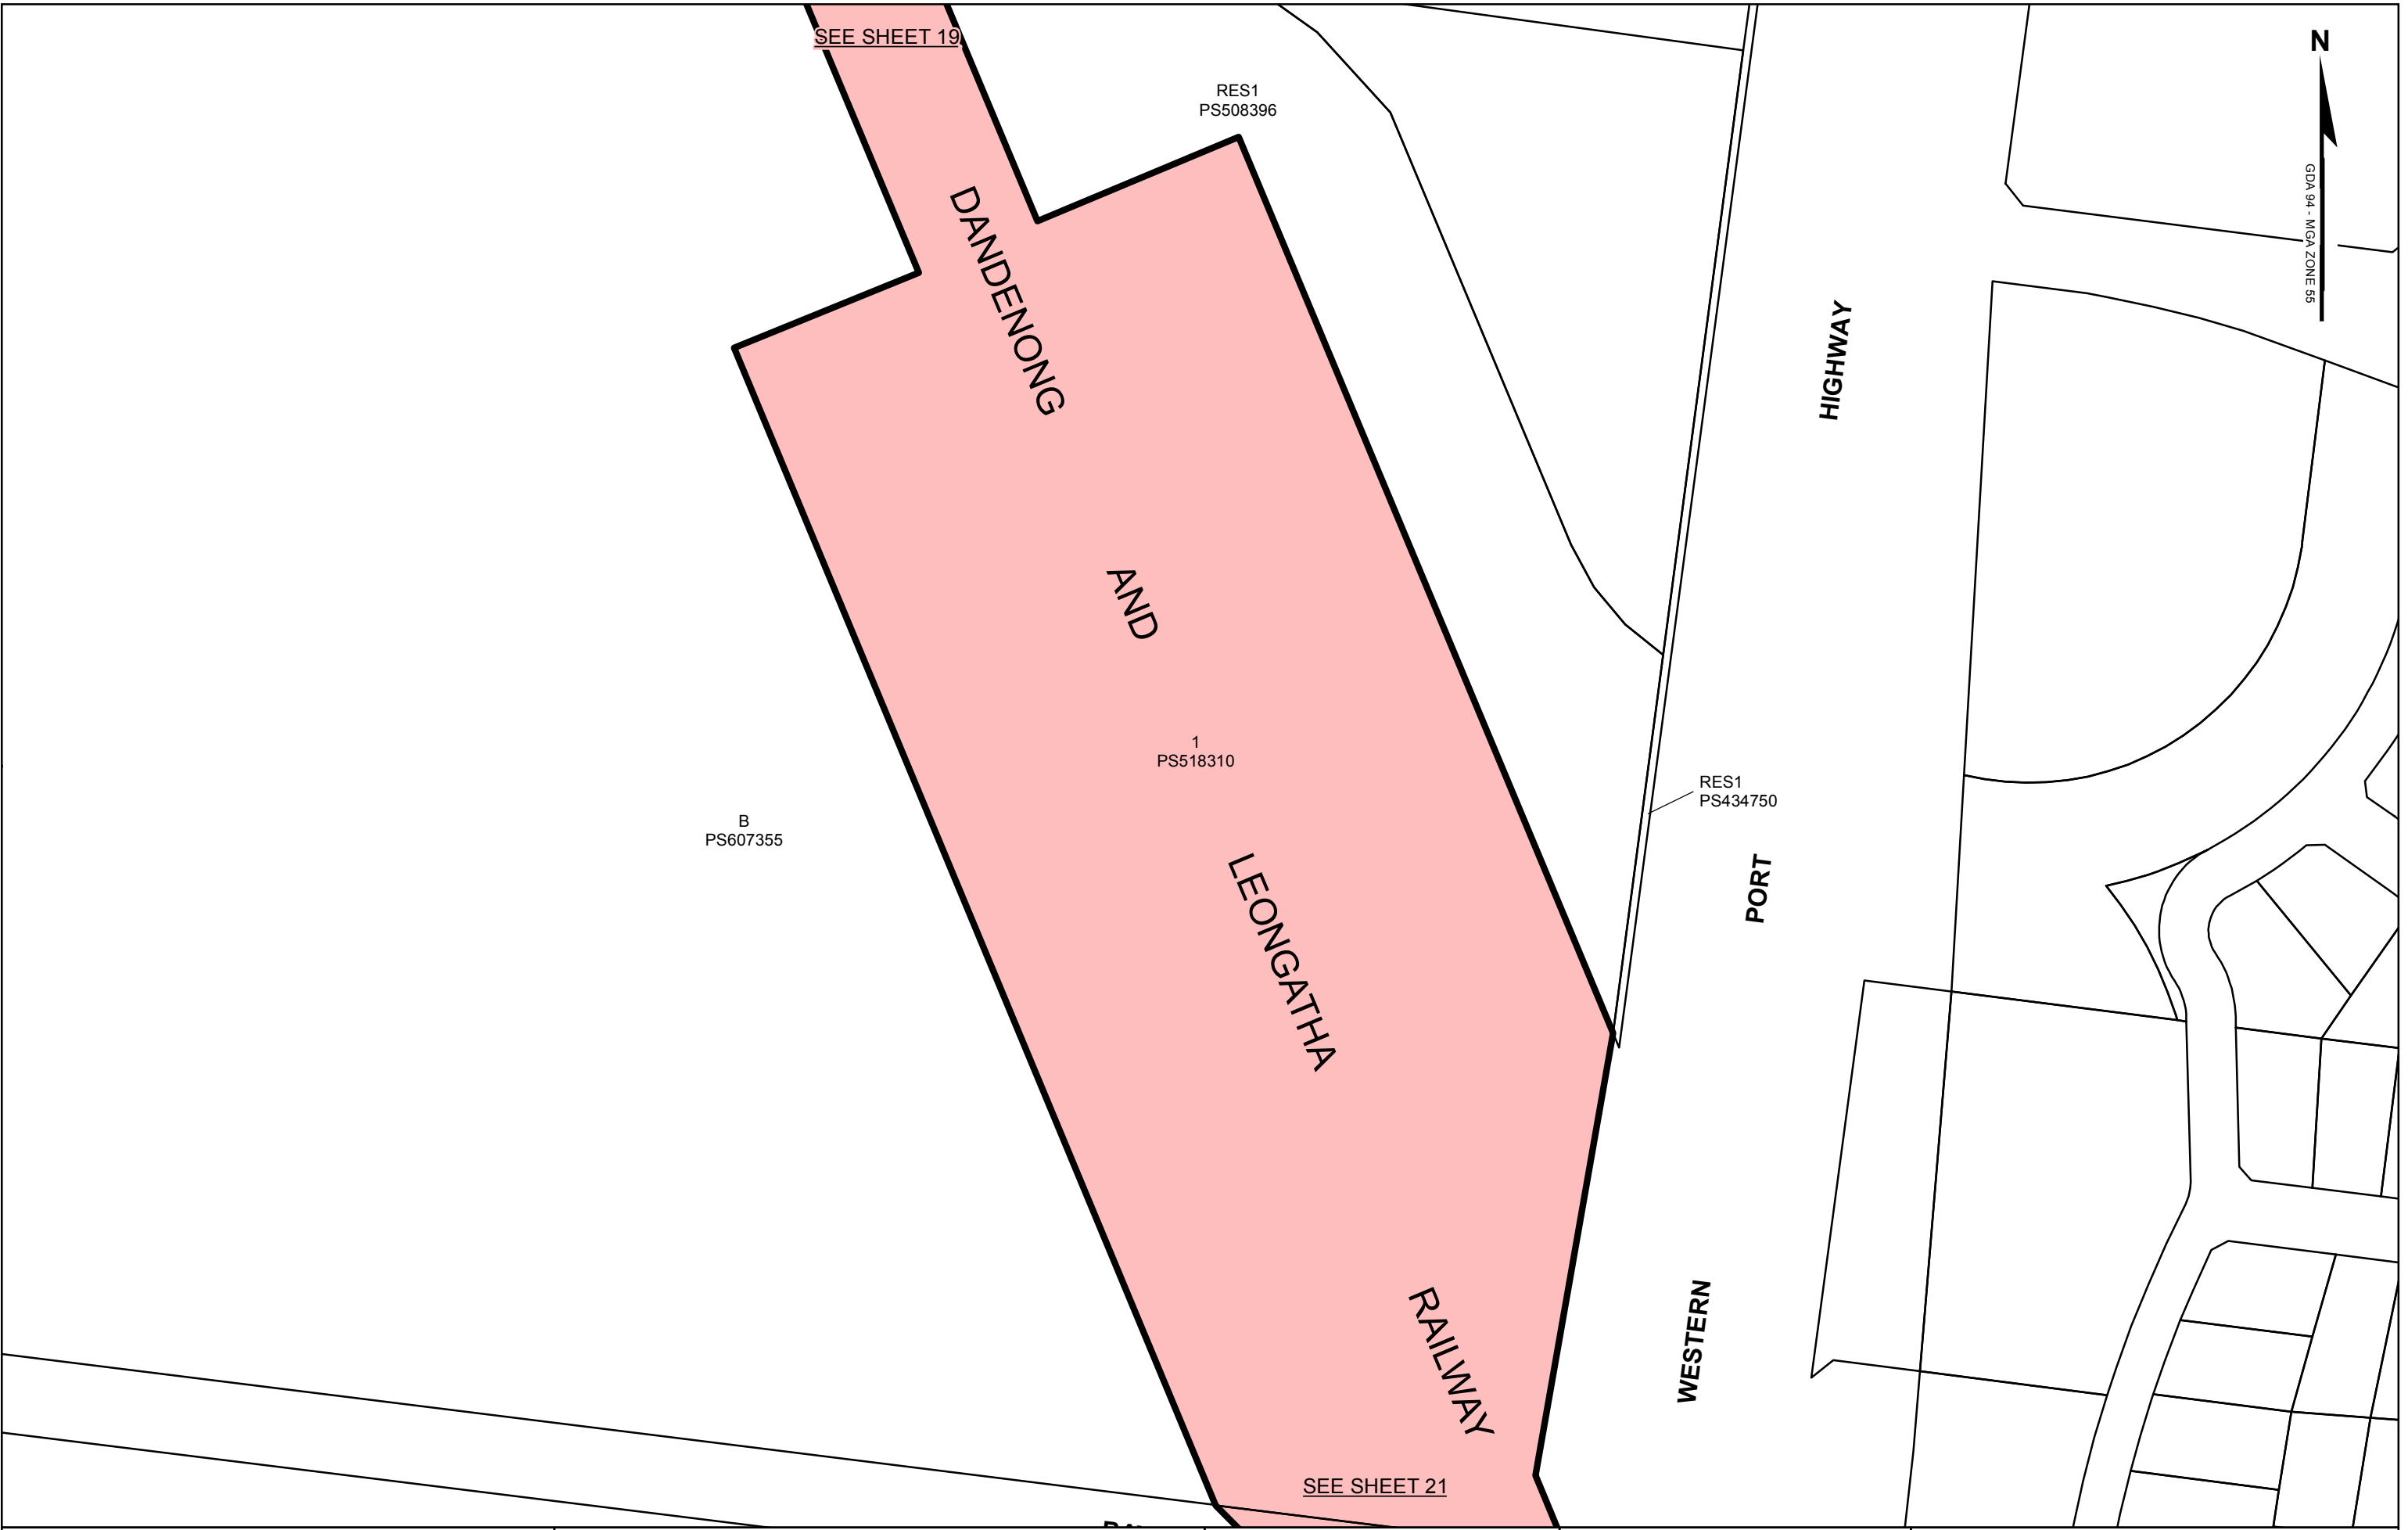 SEE SHEET 19
RES1
PS508396
N
GDA 94 - MGA ZONE 55
DANDENONG
AND
LEONGATHA
RAILWAY
HIGHWAY
PORT
WESTERN
1
PS518310
RES1
PS434750
B
PS607355
SEE SHEET 21